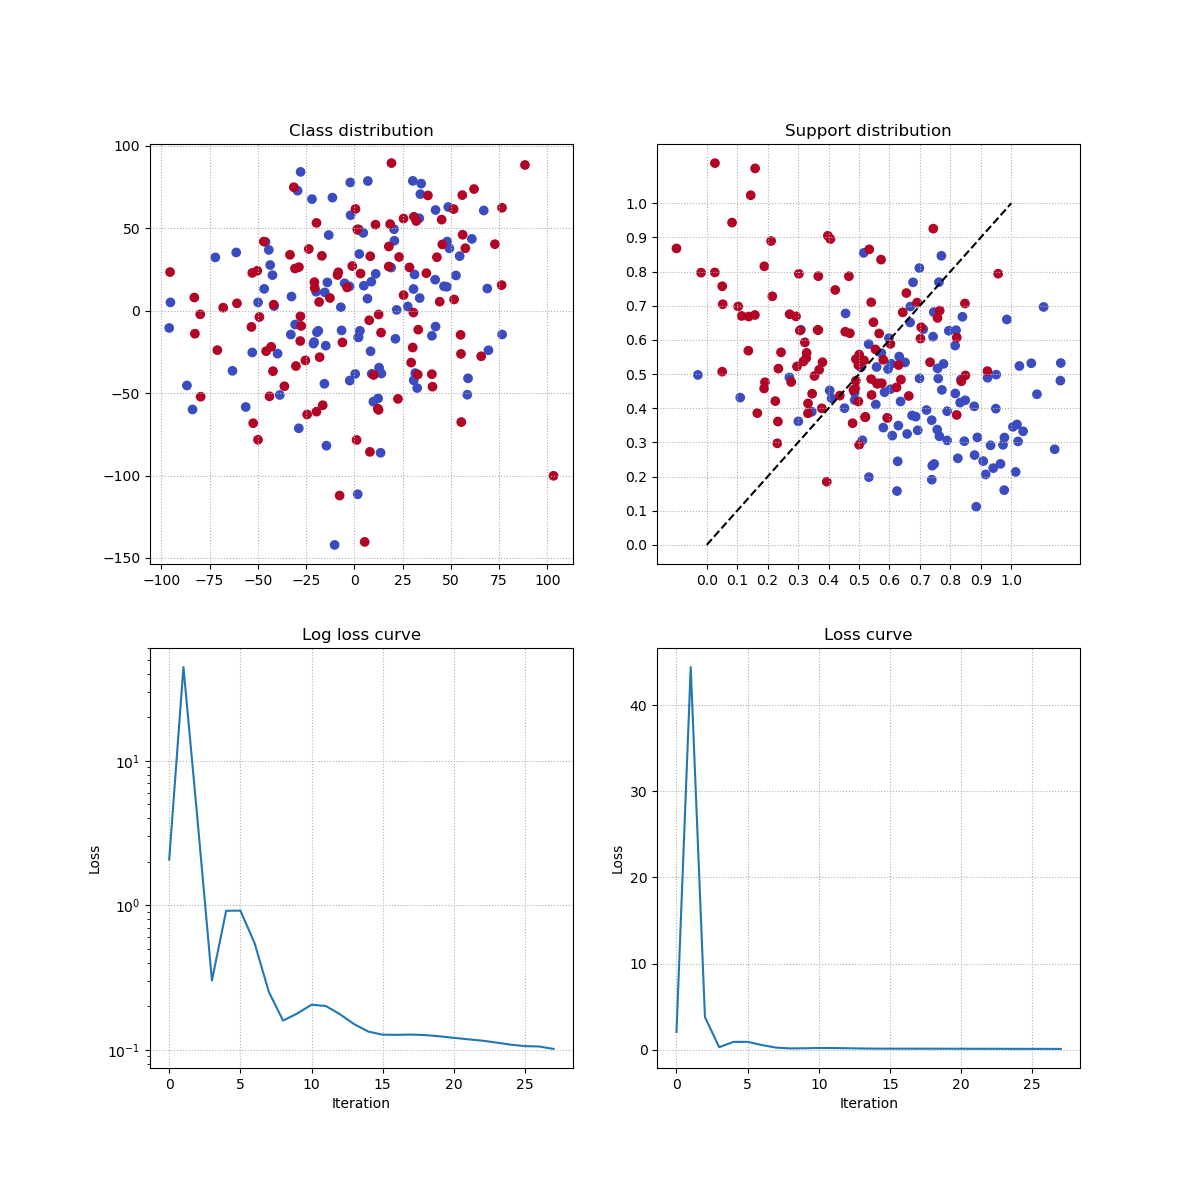 Class distribution
100
50
0
−50
−100
−150
−100 −75 −50 −25 0 25 50 75 100
Support distribution
1.0
0.9
0.8
0.7
0.6
0.5
0.4
0.3
0.2
0.1
0.0
0.0 0.1 0.2 0.3 0.4 0.5 0.6 0.7 0.8 0.9 1.0
Log loss curve
10¹
10⁰
10⁻¹
Loss
0 5 10 15 20 25
Iteration
Loss curve
40
30
20
10
0
Loss
0 5 10 15 20 25
Iteration